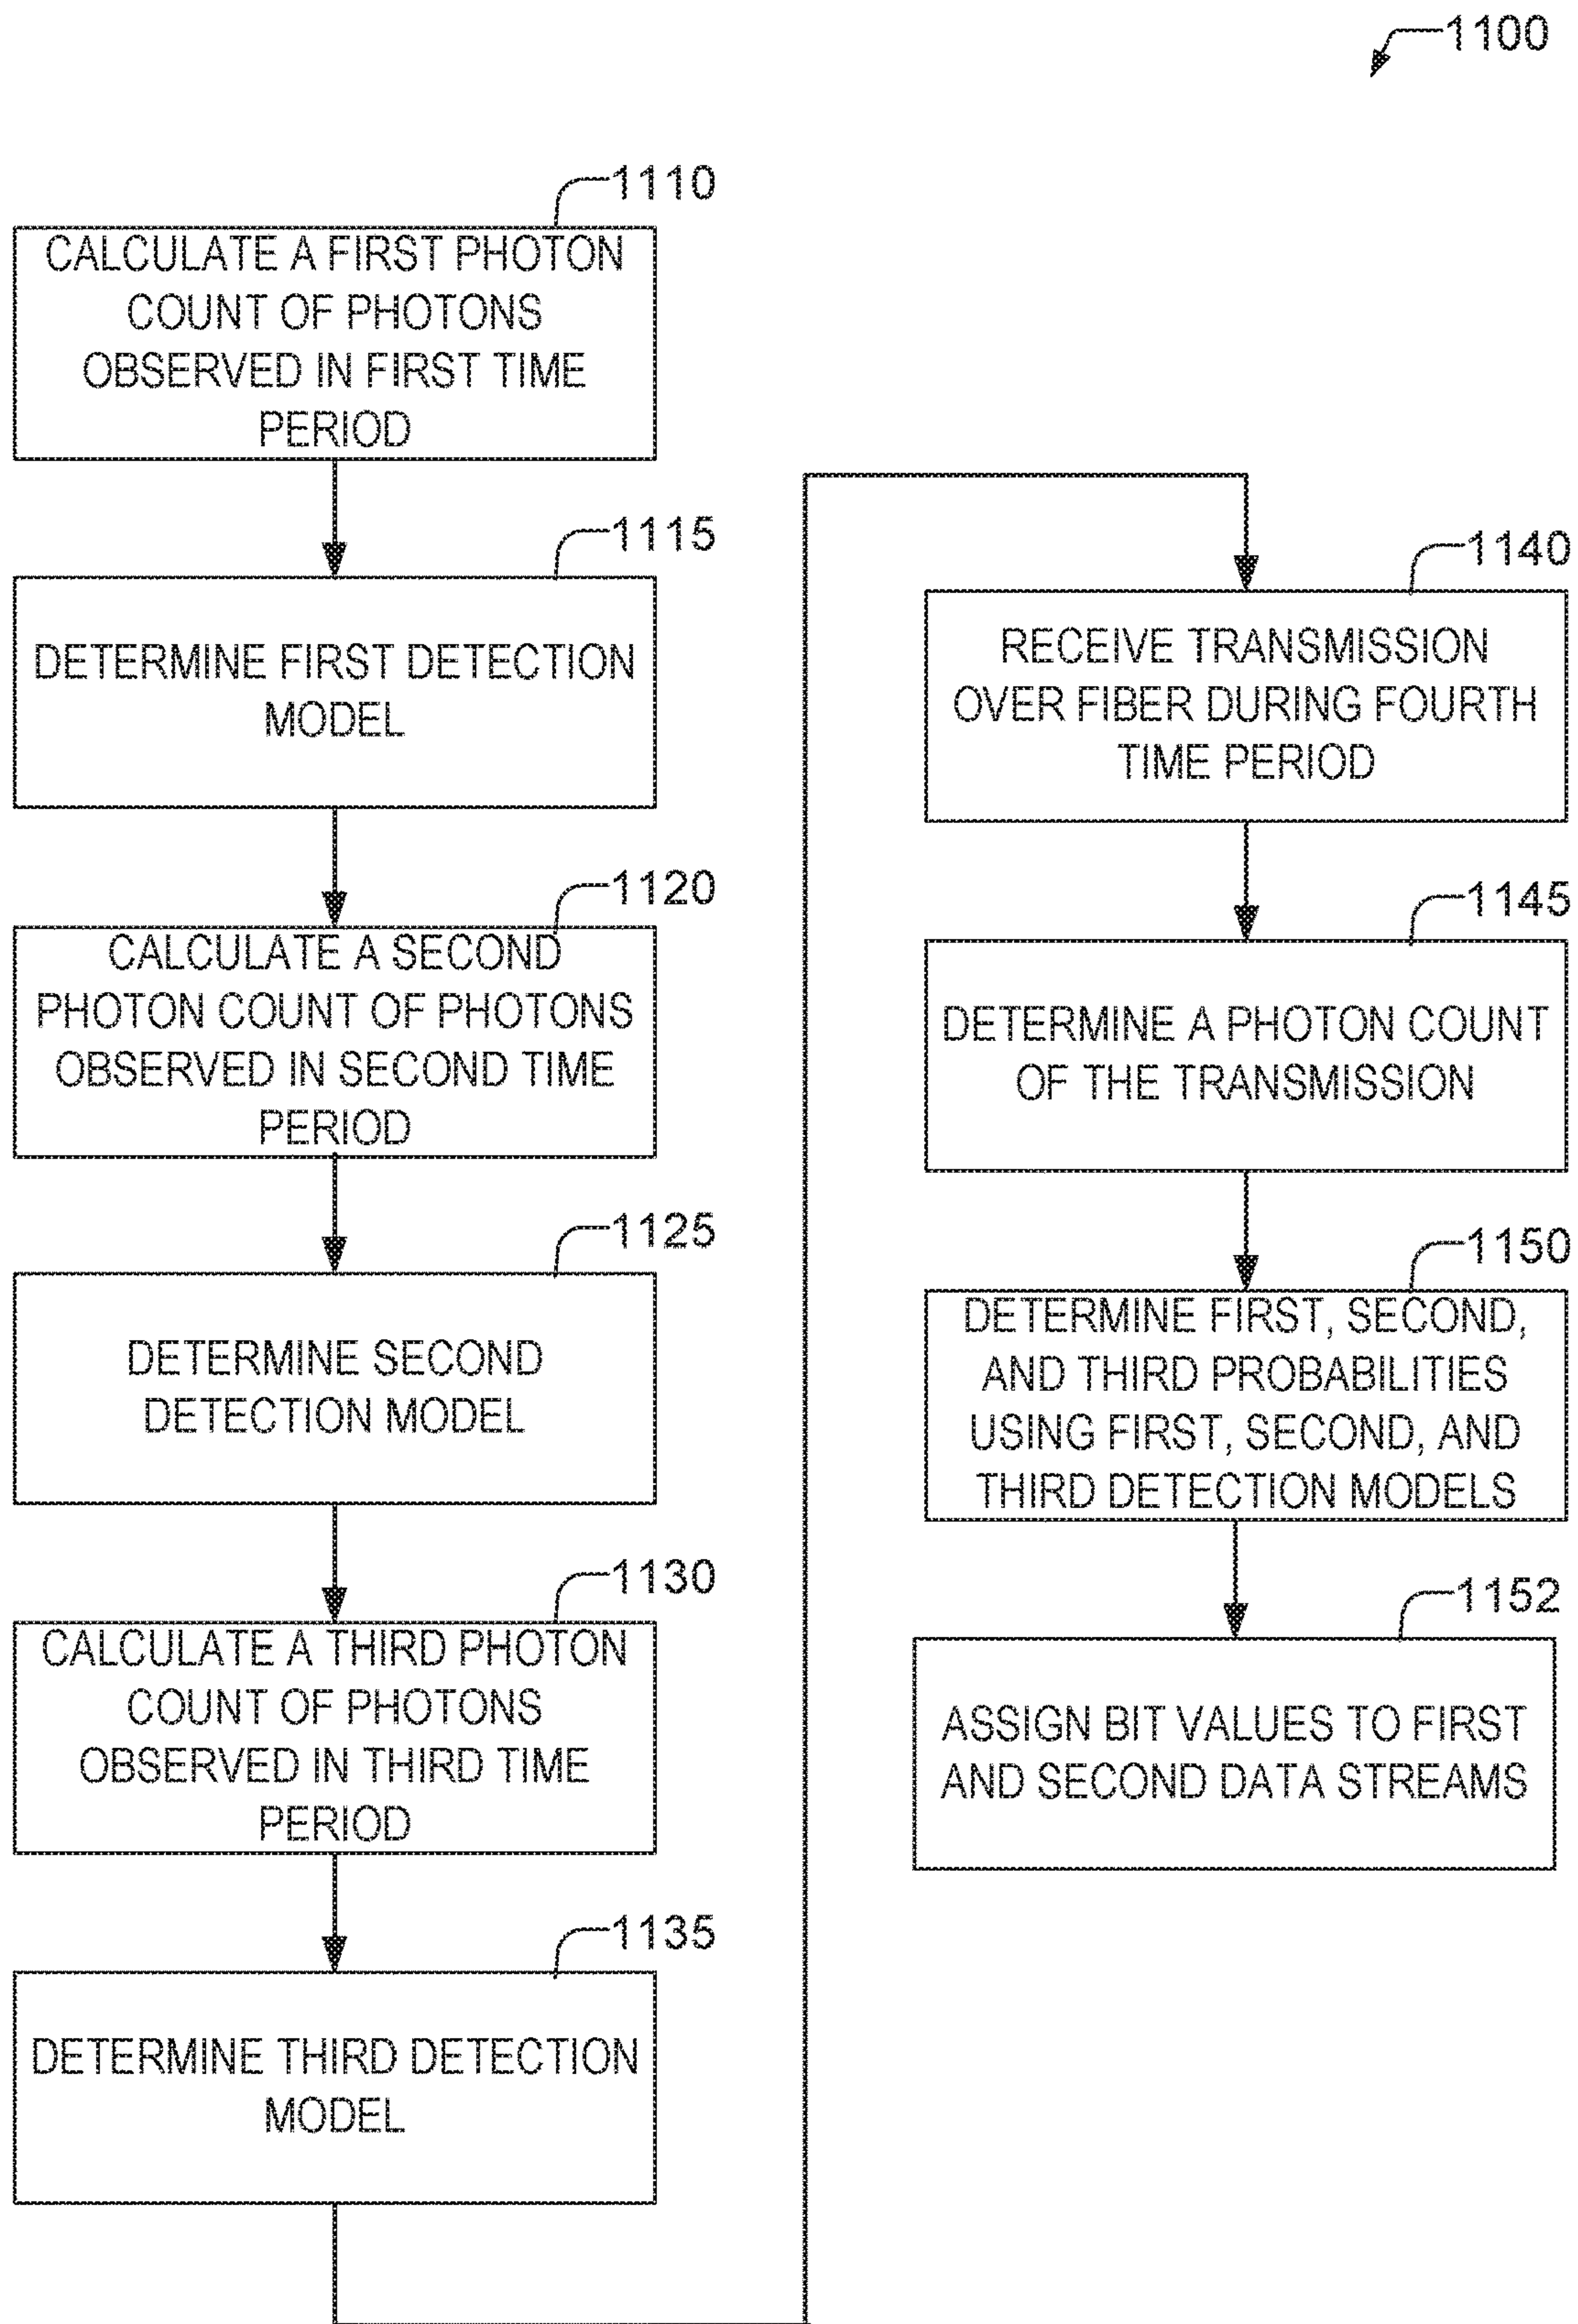 1100
1110
CALCULATE A FIRST PHOTON
COUNT OF PHOTONS
OBSERVED IN FIRST TIME
PERIOD
1115
DETERMINE FIRST DETECTION
MODEL
1120
CALCULATE A SECOND
PHOTON COUNT OF PHOTONS
OBSERVED IN SECOND TIME
PERIOD
1125
DETERMINE SECOND
DETECTION MODEL
1130
CALCULATE A THIRD PHOTON
COUNT OF PHOTONS
OBSERVED IN THIRD TIME
PERIOD
1135
DETERMINE THIRD DETECTION
MODEL
1140
RECEIVE TRANSMISSION
OVER FIBER DURING FOURTH
TIME PERIOD
1145
DETERMINE A PHOTON COUNT
OF THE TRANSMISSION
1150
DETERMINE FIRST, SECOND,
AND THIRD PROBABILITIES
USING FIRST, SECOND, AND
THIRD DETECTION MODELS
1152
ASSIGN BIT VALUES TO FIRST
AND SECOND DATA STREAMS